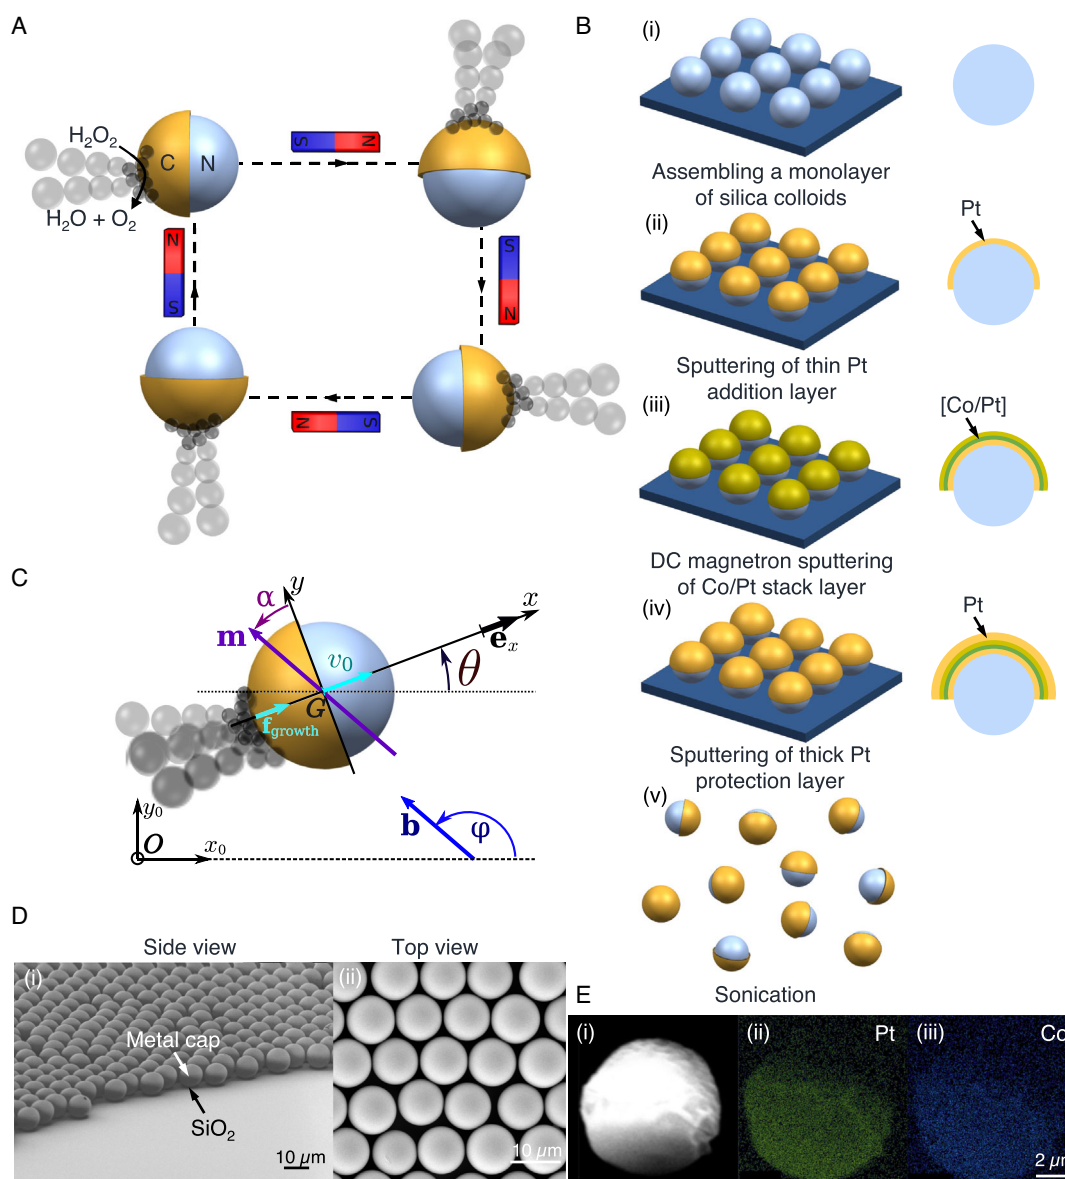 A
H₂O₂
C
N
H₂O + O₂
S
N
N
S
S
N
N
S
B
(i)
Assembling a monolayer
of silica colloids
(ii)
Pt
Sputtering of thin Pt
addition layer
(iii)
[Co/Pt]
DC magnetron sputtering
of Co/Pt stack layer
(iv)
Pt
Sputtering of thick Pt
protection layer
(v)
Sonication
C
α
y
x
m
eₓ
v₀
θ
G
f_growth
b
φ
y₀
O
x₀
D
Side view
Top view
(i)
Metal cap
SiO₂
10 µm
(ii)
10 µm
E
(i)
(ii)
Pt
(iii)
Co
2 µm